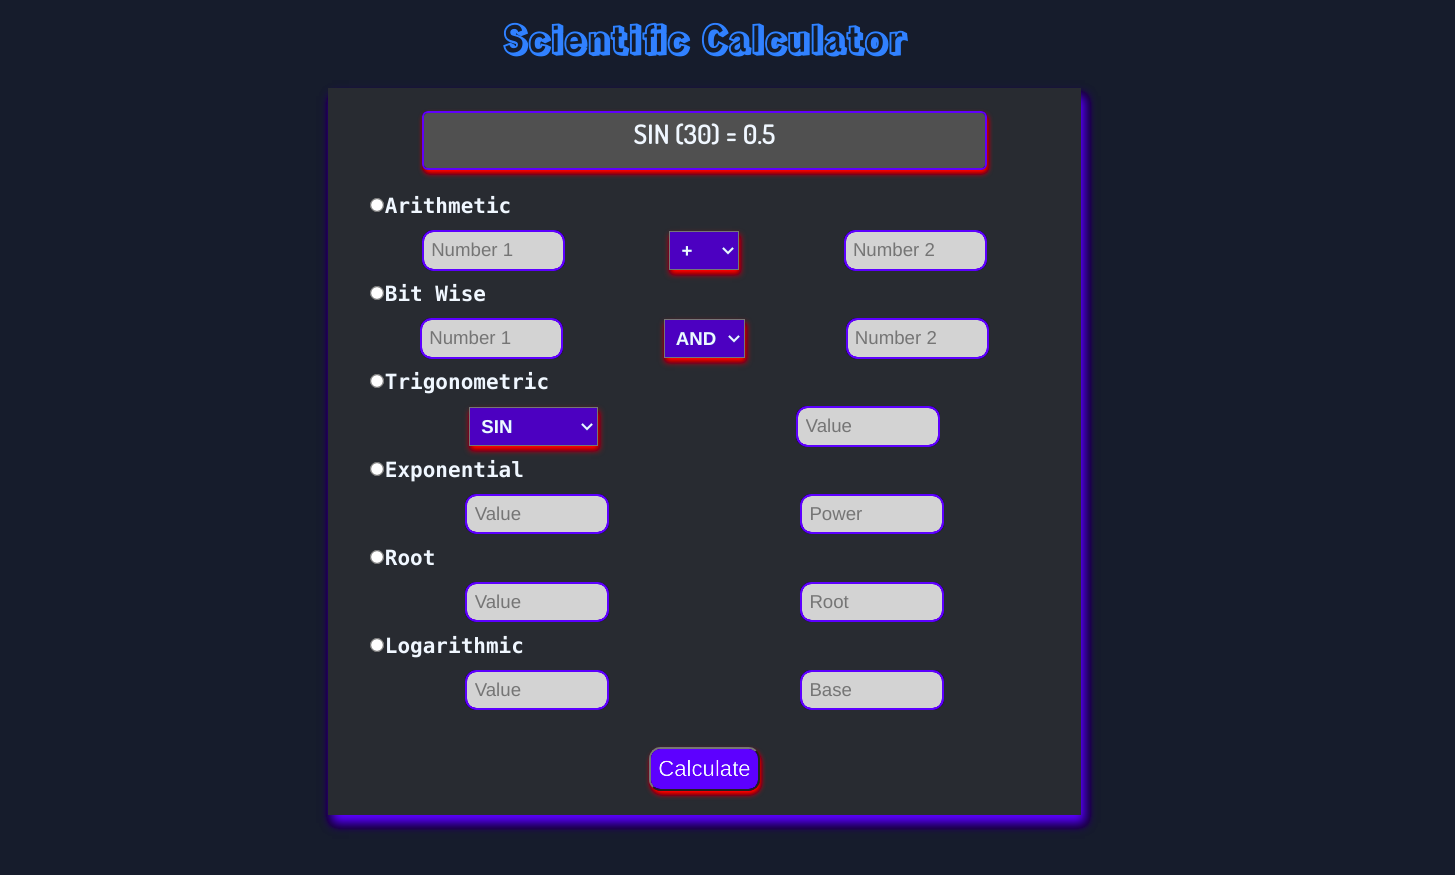 Scientific Calculator
SIN (30) = 0.5
Arithmetic
Number 1 + Number 2
Bit Wise
Number 1 AND Number 2
Trigonometric
SIN Value
Exponential
Value Power
Root
Value Root
Logarithmic
Value Base
Calculate